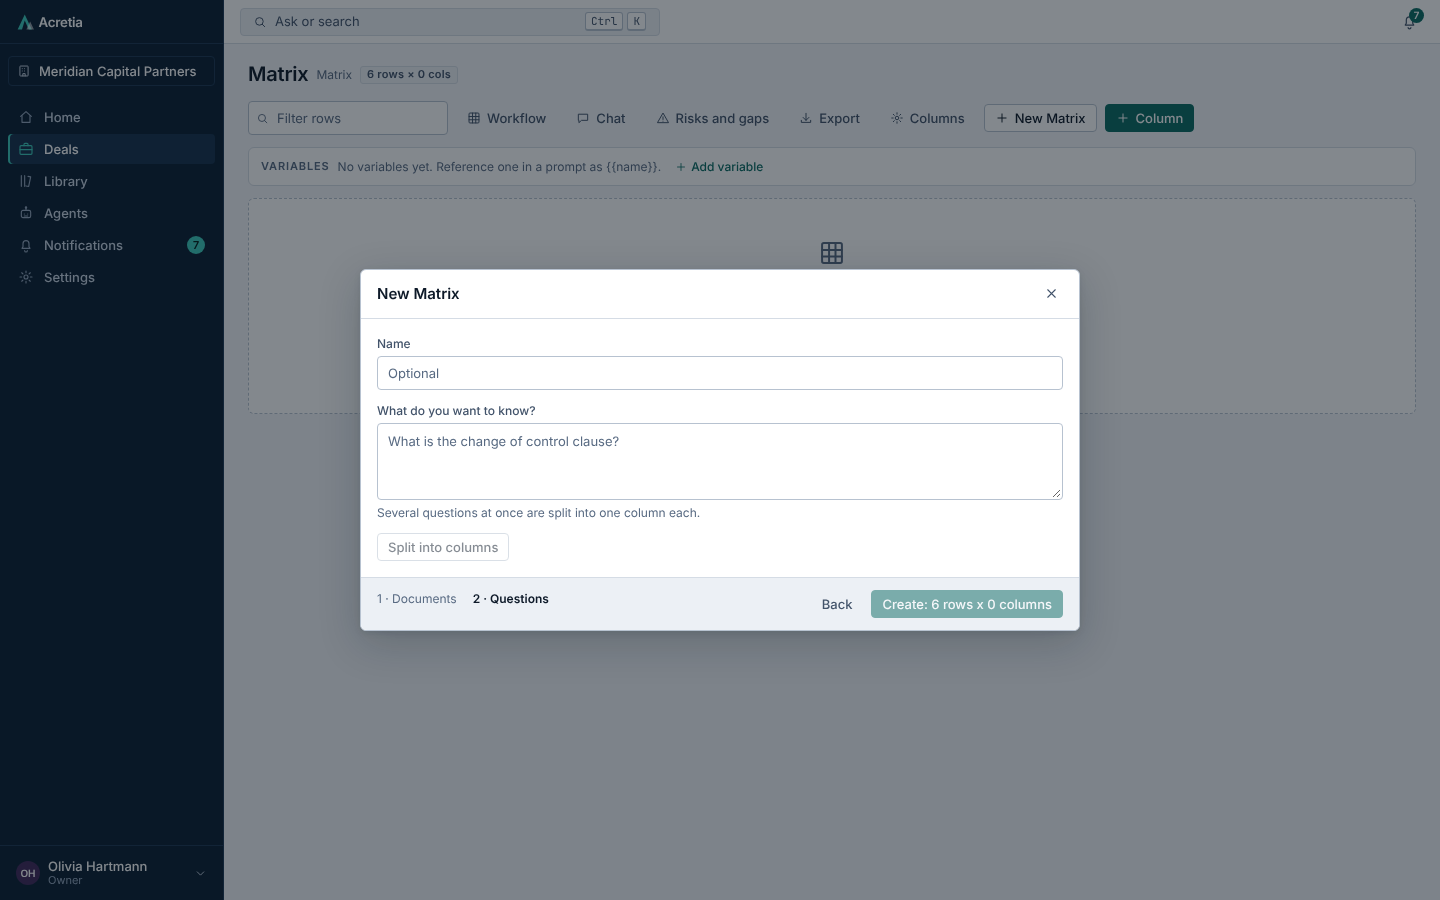 Acretia
Ask or search
Ctrl K
7
Meridian Capital Partners
Home
Deals
Library
Agents
Notifications 7
Settings
Matrix Matrix 6 rows × 0 cols
Filter rows
Workflow
Chat
Risks and gaps
Export
Columns
New Matrix
Column
VARIABLES No variables yet. Reference one in a prompt as {{name}}. + Add variable
New Matrix
Name
Optional
What do you want to know?
What is the change of control clause?
Several questions at once are split into one column each.
Split into columns
1 · Documents 2 · Questions
Back
Create: 6 rows x 0 columns
OH
Olivia Hartmann
Owner